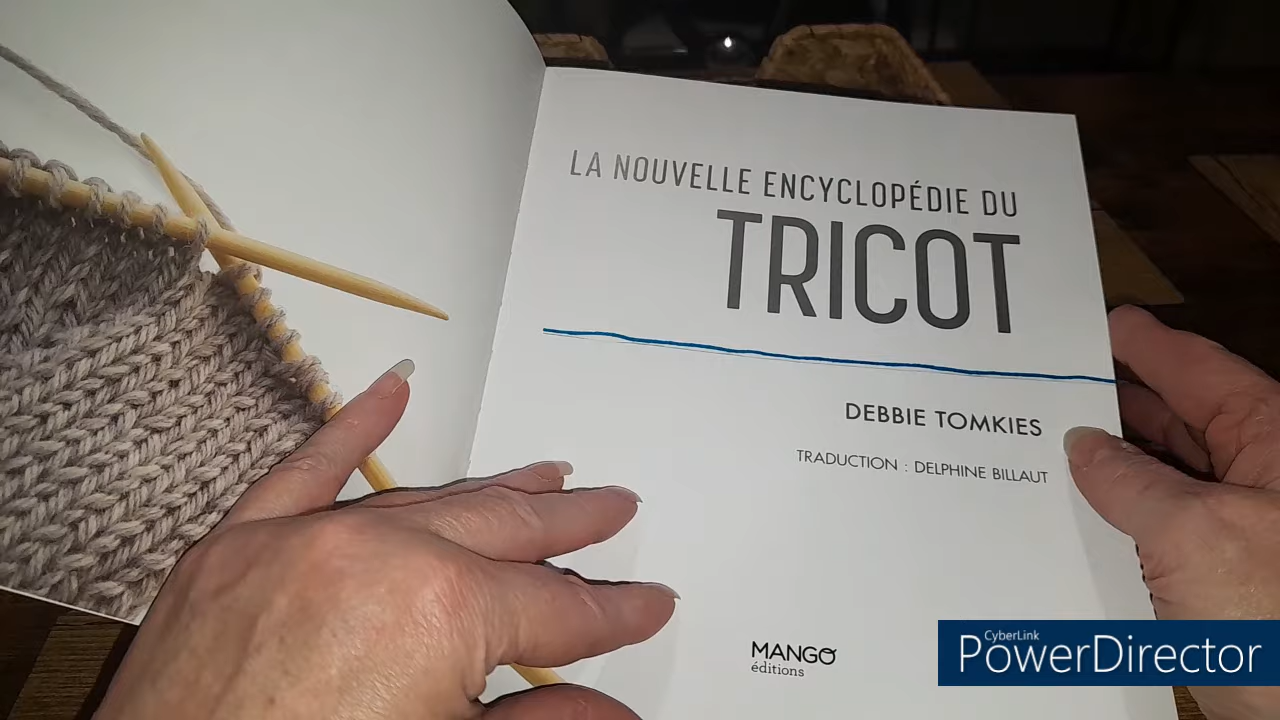 LA NOUVELLE ENCYCLOPÉDIE DU
TRICOT
DEBBIE TOMKIES
TRADUCTION : DELPHINE BILLAUT
MANGO
éditions
CyberLink
PowerDirector